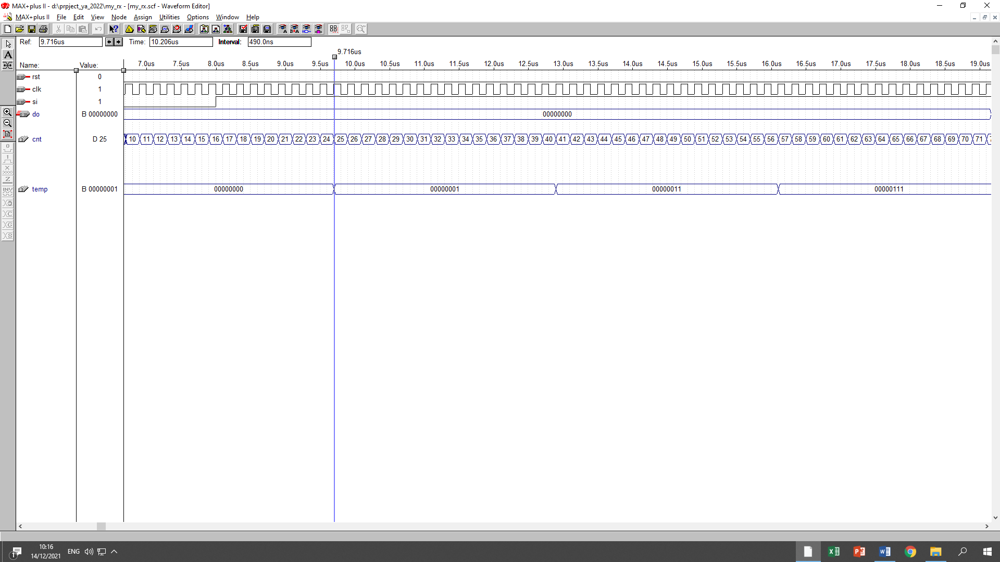 MAX+plus II - d:\prpject_ya_2022\my_rx - [my_rx.scf - Waveform Editor]
MAX+plus II File Edit View Node Assign Utilities Options Window Help
Ref: 9.716us Time: 10.206us Interval: 490.0ns
9.716us
Name: Value: 7.0us 7.5us 8.0us 8.5us 9.0us 9.5us 10.0us 10.5us 11.0us 11.5us 12.0us 12.5us 13.0us 13.5us 14.0us 14.5us 15.0us 15.5us 16.0us 16.5us 17.0us 17.5us 18.0us 18.5us 19.0us
rst 0
clk 1
si 1
do B 00000000 00000000
cnt D 25 10 11 12 13 14 15 16 17 18 19 20 21 22 23 24 25 26 27 28 29 30 31 32 33 34 35 36 37 38 39 40 41 42 43 44 45 46 47 48 49 50 51 52 53 54 55 56 57 58 59 60 61 62 63 64 65 66 67 68 69 70 71
temp B 00000001 00000000 00000001 00000011 00000111
10:16
ENG
14/12/2021